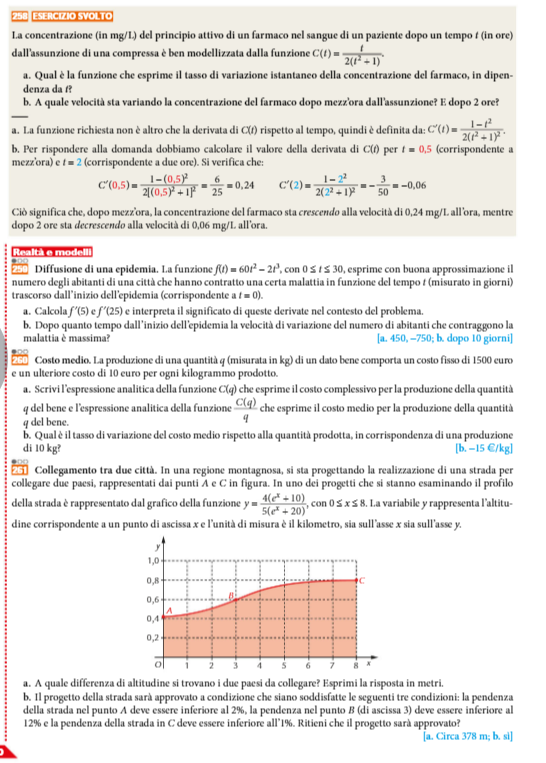 258 ESERCIZIO SVOLTO
La concentrazione (in mg/L) del principio attivo di un farmaco nel sangue di un paziente dopo un tempo t (in ore)
dall'assunzione di una compressa è ben modellizzata dalla funzione C(t) = t / 2(t² + 1).
a. Qual è la funzione che esprime il tasso di variazione istantaneo della concentrazione del farmaco, in dipen-
denza da t?
b. A quale velocità sta variando la concentrazione del farmaco dopo mezz'ora dall'assunzione? E dopo 2 ore?
a. La funzione richiesta non è altro che la derivata di C(t) rispetto al tempo, quindi è definita da: C'(t) = 1 − t² / 2(t² + 1)².
b. Per rispondere alla domanda dobbiamo calcolare il valore della derivata di C(t) per t = 0,5 (corrispondente a
mezz'ora) e t = 2 (corrispondente a due ore). Si verifica che:
C'(0,5) = 1 − (0,5)² / 2[(0,5)² + 1]² = 6/25 = 0,24 C'(2) = 1 − 2² / 2(2² + 1)² = −3/50 = −0,06
Ciò significa che, dopo mezz'ora, la concentrazione del farmaco sta crescendo alla velocità di 0,24 mg/L all'ora, mentre
dopo 2 ore sta decrescendo alla velocità di 0,06 mg/L all'ora.
Realtà e modelli
259 Diffusione di una epidemia. La funzione f(t) = 60t² − 2t³, con 0 ≤ t ≤ 30, esprime con buona approssimazione il
numero degli abitanti di una città che hanno contratto una certa malattia in funzione del tempo t (misurato in giorni)
trascorso dall'inizio dell'epidemia (corrispondente a t = 0).
a. Calcola f'(5) e f'(25) e interpreta il significato di queste derivate nel contesto del problema.
b. Dopo quanto tempo dall'inizio dell'epidemia la velocità di variazione del numero di abitanti che contraggono la
malattia è massima? [a. 450, −750; b. dopo 10 giorni]
260 Costo medio. La produzione di una quantità q (misurata in kg) di un dato bene comporta un costo fisso di 1500 euro
e un ulteriore costo di 10 euro per ogni kilogrammo prodotto.
a. Scrivi l'espressione analitica della funzione C(q) che esprime il costo complessivo per la produzione della quantità
q del bene e l'espressione analitica della funzione C(q)/q che esprime il costo medio per la produzione della quantità
q del bene.
b. Qual è il tasso di variazione del costo medio rispetto alla quantità prodotta, in corrispondenza di una produzione
di 10 kg? [b. −15 €/kg]
261 Collegamento tra due città. In una regione montagnosa, si sta progettando la realizzazione di una strada per
collegare due paesi, rappresentati dai punti A e C in figura. In uno dei progetti che si stanno esaminando il profilo
della strada è rappresentato dal grafico della funzione y = 4(eˣ + 10) / 5(eˣ + 20), con 0 ≤ x ≤ 8. La variabile y rappresenta l'altitu-
dine corrispondente a un punto di ascissa x e l'unità di misura è il kilometro, sia sull'asse x sia sull'asse y.
y
1,0
0,8 C
0,6 B
0,4 A
0,2
O 1 2 3 4 5 6 7 8 x
a. A quale differenza di altitudine si trovano i due paesi da collegare? Esprimi la risposta in metri.
b. Il progetto della strada sarà approvato a condizione che siano soddisfatte le seguenti tre condizioni: la pendenza
della strada nel punto A deve essere inferiore al 2%, la pendenza nel punto B (di ascissa 3) deve essere inferiore al
12% e la pendenza della strada in C deve essere inferiore all'1%. Ritieni che il progetto sarà approvato?
[a. Circa 378 m; b. sì]